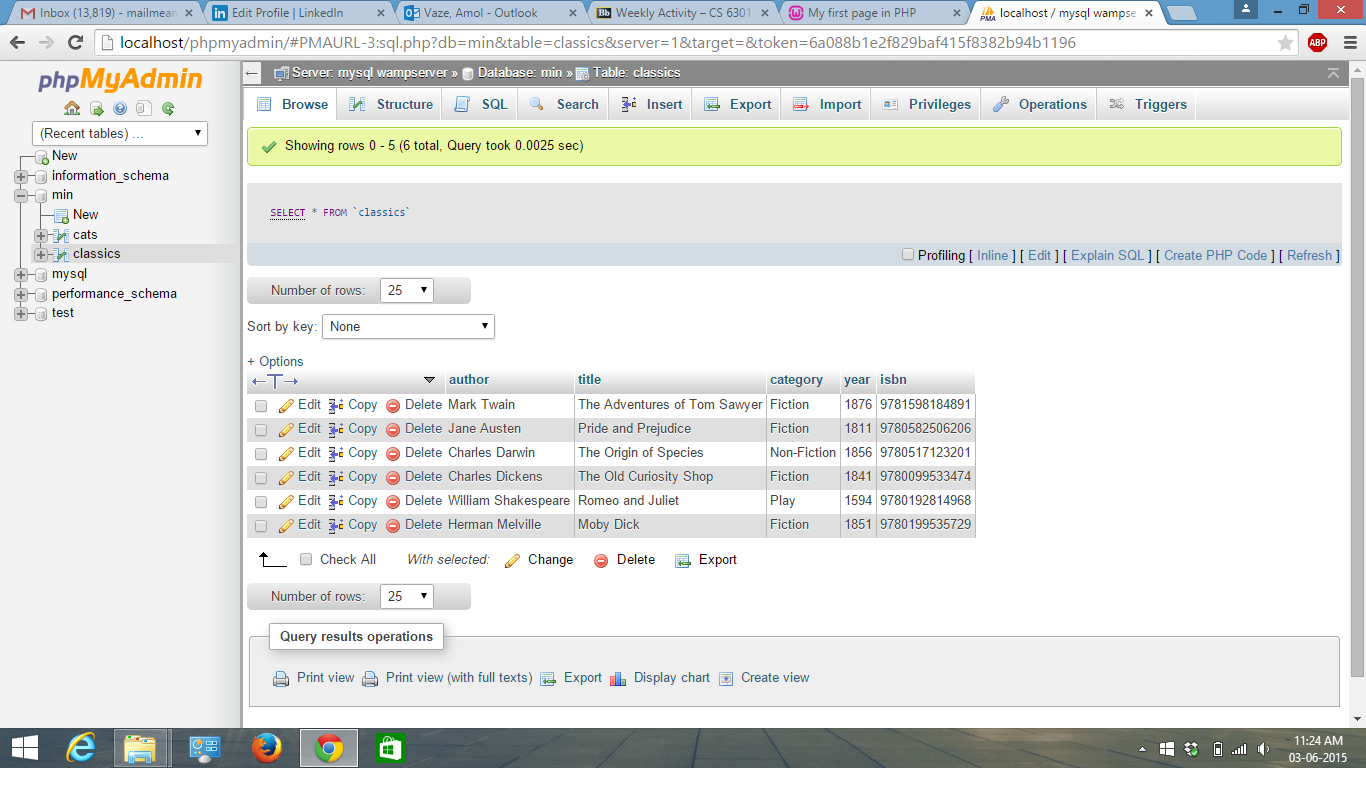 Inbox (13,819) - mailmean
Edit Profile | LinkedIn
Vaze, Amol - Outlook
Weekly Activity – CS 6301
My first page in PHP
localhost / mysql wampse
localhost/phpmyadmin/#PMAURL-3:sql.php?db=min&table=classics&server=1&target=&token=6a088b1e2f829baf415f8382b94b1196
ABP
phpMyAdmin
(Recent tables) ...
New
information_schema
min
New
cats
classics
mysql
performance_schema
test
Server: mysql wampserver » Database: min » Table: classics
Browse Structure SQL Search Insert Export Import Privileges Operations Triggers
Showing rows 0 - 5 (6 total, Query took 0.0025 sec)
SELECT * FROM `classics`
Profiling [ Inline ] [ Edit ] [ Explain SQL ] [ Create PHP Code ] [ Refresh ]
Number of rows: 25
Sort by key: None
+ Options
author title category year isbn
Edit Copy Delete Mark Twain The Adventures of Tom Sawyer Fiction 1876 9781598184891
Edit Copy Delete Jane Austen Pride and Prejudice Fiction 1811 9780582506206
Edit Copy Delete Charles Darwin The Origin of Species Non-Fiction 1856 9780517123201
Edit Copy Delete Charles Dickens The Old Curiosity Shop Fiction 1841 9780099533474
Edit Copy Delete William Shakespeare Romeo and Juliet Play 1594 9780192814968
Edit Copy Delete Herman Melville Moby Dick Fiction 1851 9780199535729
Check All With selected: Change Delete Export
Number of rows: 25
Query results operations
Print view Print view (with full texts) Export Display chart Create view
11:24 AM
03-06-2015